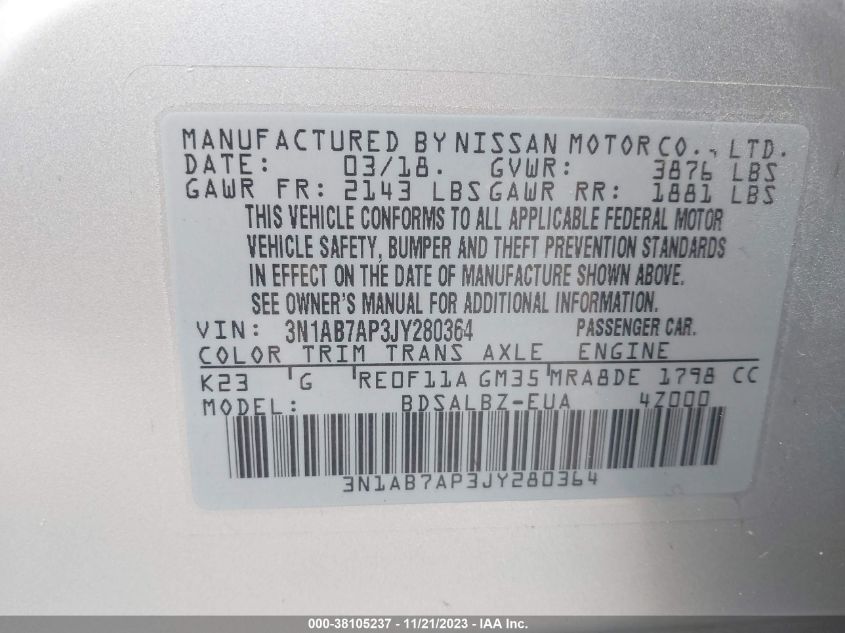 MANUFACTURED BY NISSAN MOTOR CO., LTD.
DATE: 03/18. GVWR: 3876 LBS
GAWR FR: 2143 LBS GAWR RR: 1881 LBS
THIS VEHICLE CONFORMS TO ALL APPLICABLE FEDERAL MOTOR
VEHICLE SAFETY, BUMPER AND THEFT PREVENTION STANDARDS
IN EFFECT ON THE DATE OF MANUFACTURE SHOWN ABOVE.
SEE OWNER'S MANUAL FOR ADDITIONAL INFORMATION.
VIN: 3N1AB7AP3JY280364 PASSENGER CAR.
COLOR TRIM TRANS AXLE ENGINE
K23 G RE0F11A GM35 MRA8DE 1798 CC
MODEL: BDSALBZ-EUA 4Z000
3N1AB7AP3JY280364
000-38105237 - 11/21/2023 - IAA Inc.